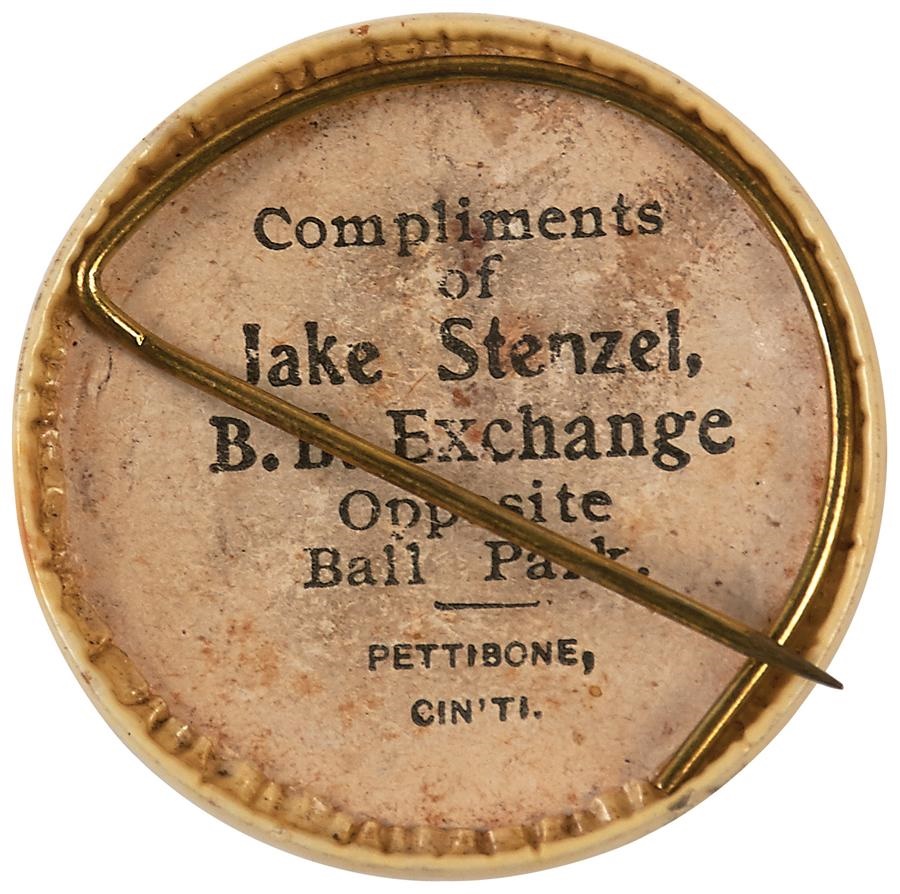 Compliments
of
Jake Stenzel,
B. B. Exchange
Opposite
Ball Park.
PETTIBONE,
CIN'TI.